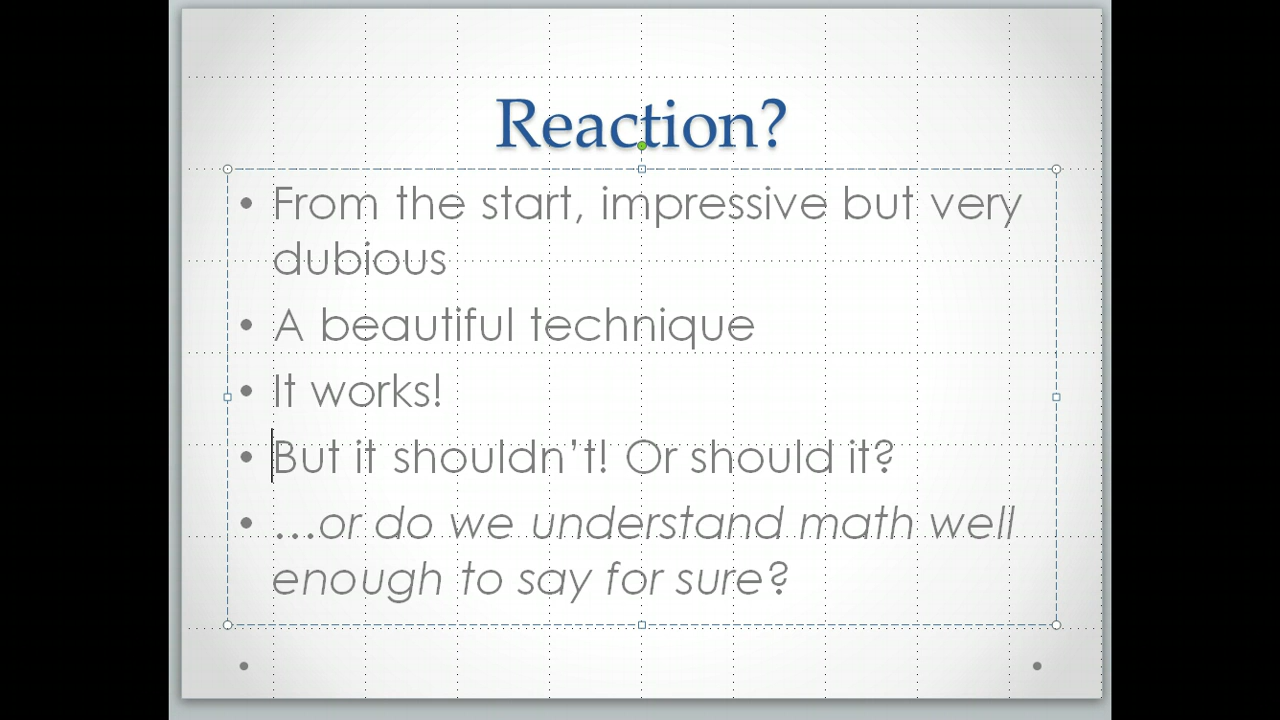 Reaction?
• From the start, impressive but very
dubious
• A beautiful technique
• It works!
• But it shouldn't! Or should it?
• …or do we understand math well
enough to say for sure?